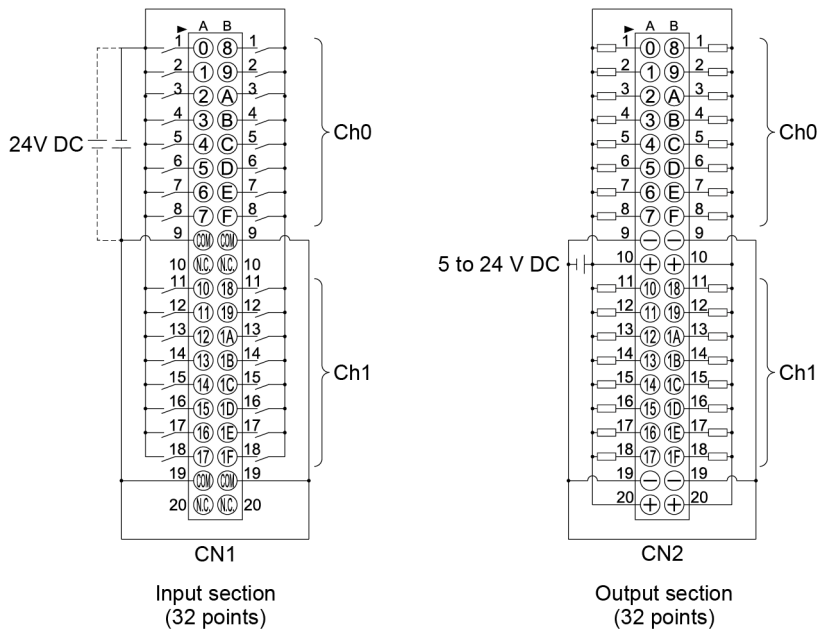 A B
1 0 8 1
2 1 9 2
3 2 A 3
4 3 B 4
24V DC 5 4 C 5 Ch0
6 5 D 6
7 6 E 7
8 7 F 8
9 COM COM 9
10 N.C. N.C. 10
11 10 18 11
12 11 19 12
13 12 1A 13
14 13 1B 14
15 14 1C 15 Ch1
16 15 1D 16
17 16 1E 17
18 17 1F 18
19 COM COM 19
20 N.C. N.C. 20
CN1
Input section
(32 points)
A B
1 0 8 1
2 1 9 2
3 2 A 3
4 3 B 4
5 4 C 5 Ch0
6 5 D 6
7 6 E 7
8 7 F 8
9 − − 9
5 to 24 V DC 10 + + 10
11 10 18 11
12 11 19 12
13 12 1A 13
14 13 1B 14
15 14 1C 15 Ch1
16 15 1D 16
17 16 1E 17
18 17 1F 18
19 − − 19
20 + + 20
CN2
Output section
(32 points)